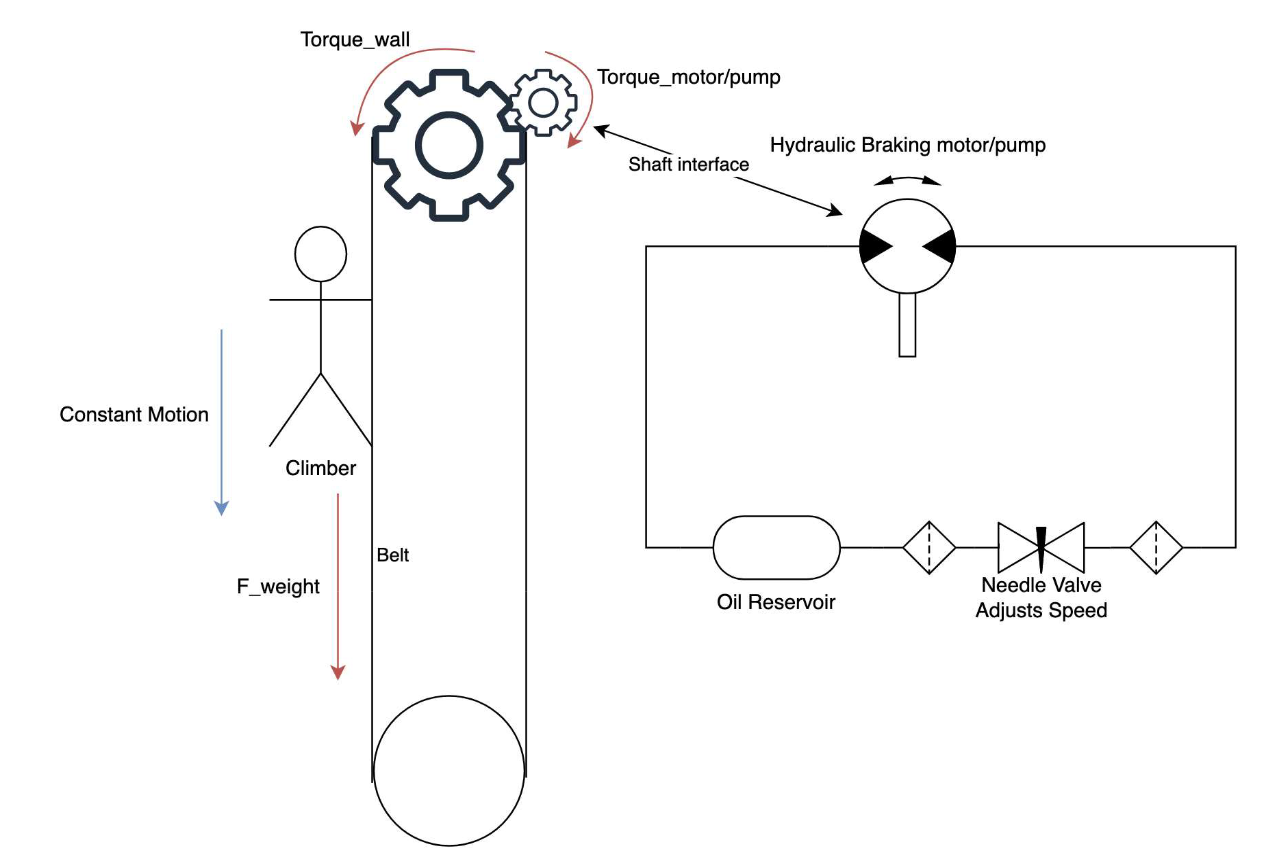 Torque_wall
Torque_motor/pump
Hydraulic Braking motor/pump
Shaft interface
Constant Motion
Climber
Belt
F_weight
Oil Reservoir
Needle Valve
Adjusts Speed